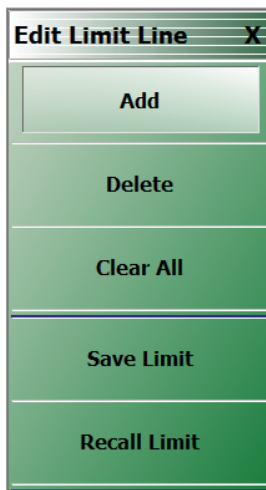 Edit Limit Line X
Add
Delete
Clear All
Save Limit
Recall Limit